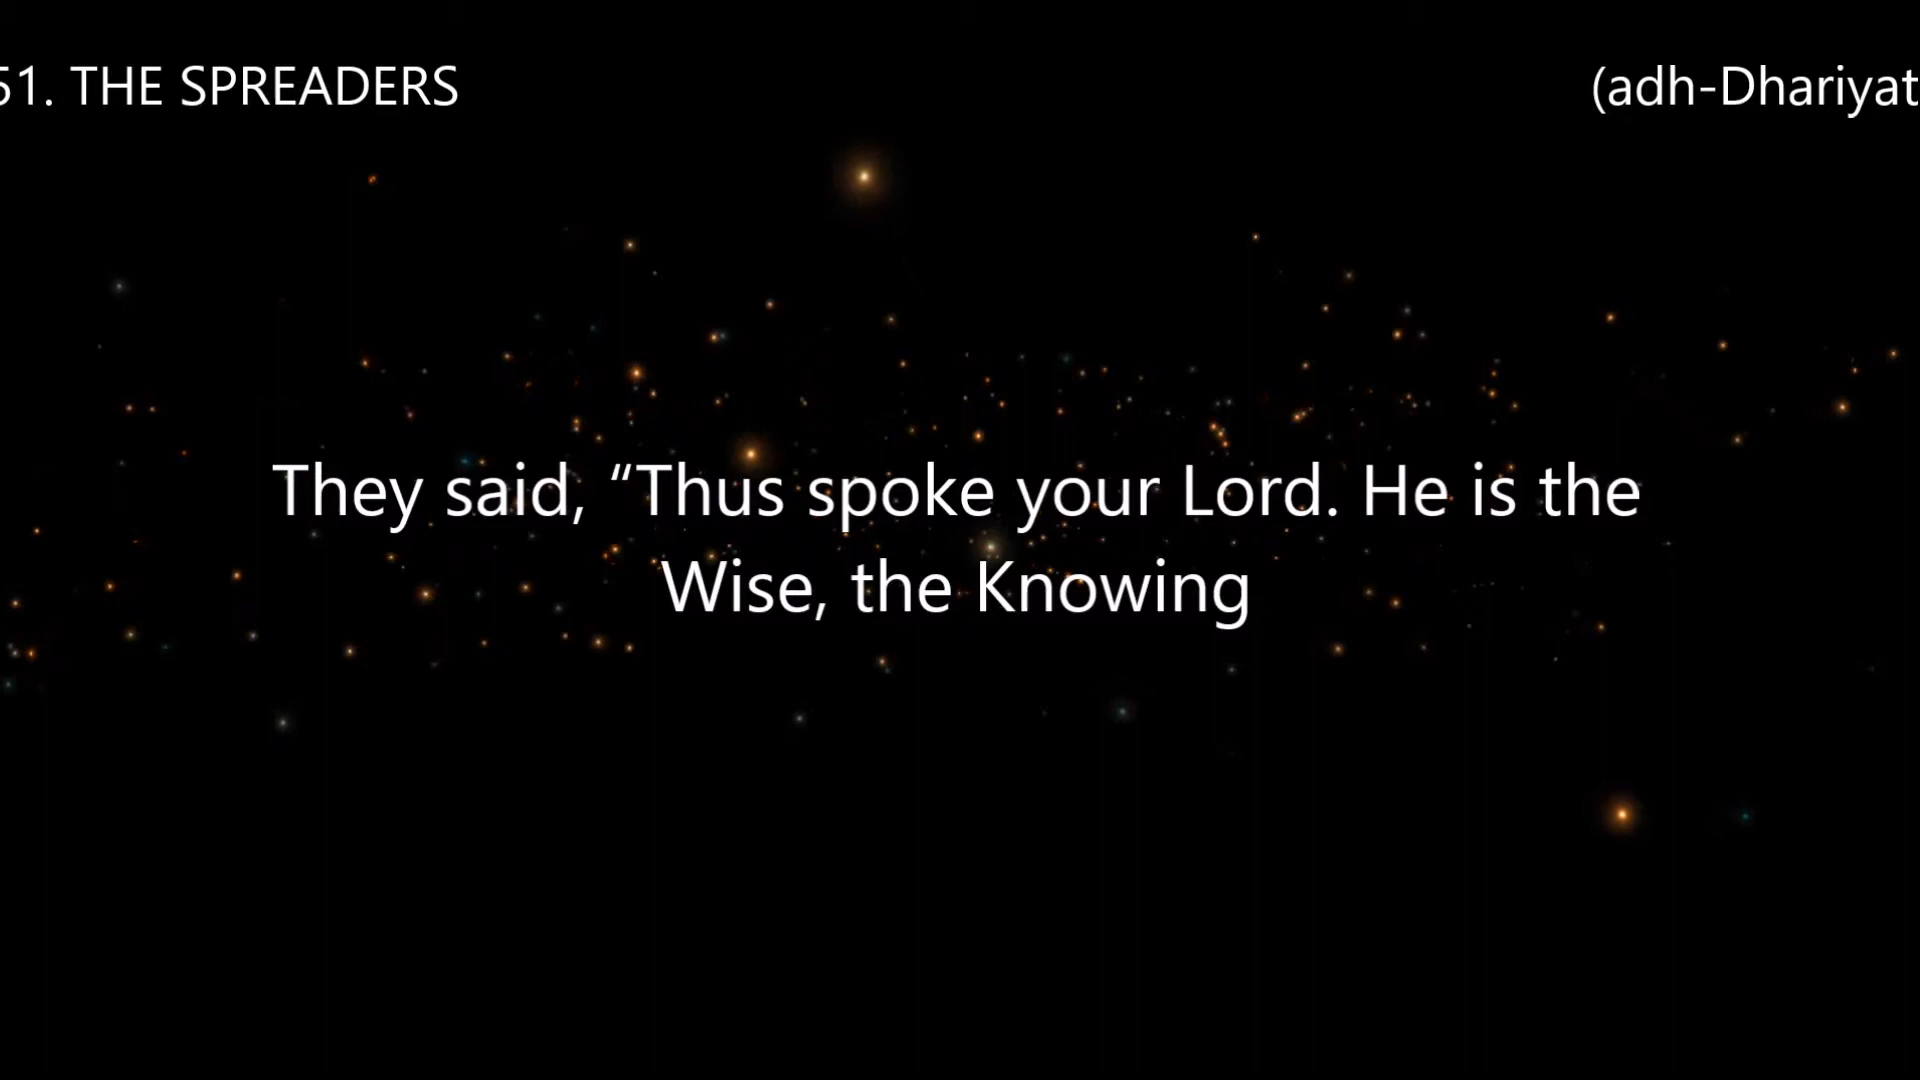 51. THE SPREADERS
(adh-Dhariyat
They said, “Thus spoke your Lord. He is the
Wise, the Knowing